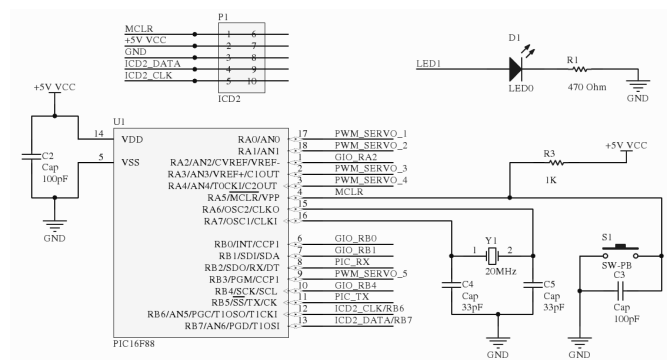 P1
MCLR 1 6
+5V VCC 2 7
GND 3 8
ICD2_DATA 4 9
ICD2_CLK 5 10
ICD2
D1
LED1
LED0
R1
470 Ohm
GND
+5V VCC
C2
Cap
100pF
GND
U1
14 VDD
5 VSS
RA0/AN0 17 PWM_SERVO_1
RA1/AN1 18 PWM_SERVO_2
RA2/AN2/CVREF/VREF- 1 GIO_RA2
RA3/AN3/VREF+/C1OUT 2 PWM_SERVO_3
RA4/AN4/T0CKI/C2OUT 3 PWM_SERVO_4
RA5/MCLR/VPP 4 MCLR
RA6/OSC2/CLKO 15
RA7/OSC1/CLKI 16
RB0/INT/CCP1 6 GIO_RB0
RB1/SDI/SDA 7 GIO_RB1
RB2/SDO/RX/DT 8 PIC_RX
RB3/PGM/CCP1 9 PWM_SERVO_5
RB4/SCK/SCL 10 GIO_RB4
RB5/SS/TX/CK 11 PIC_TX
RB6/AN5/PGC/T1OSO/T1CKI 12 ICD2_CLK/RB6
RB7/AN6/PGD/T1OSI 13 ICD2_DATA/RB7
PIC16F88
+5V VCC
R3
1K
Y1
1 2
20MHz
C4
Cap
33pF
C5
Cap
33pF
GND
S1
SW-PB
C3
Cap
100pF
GND